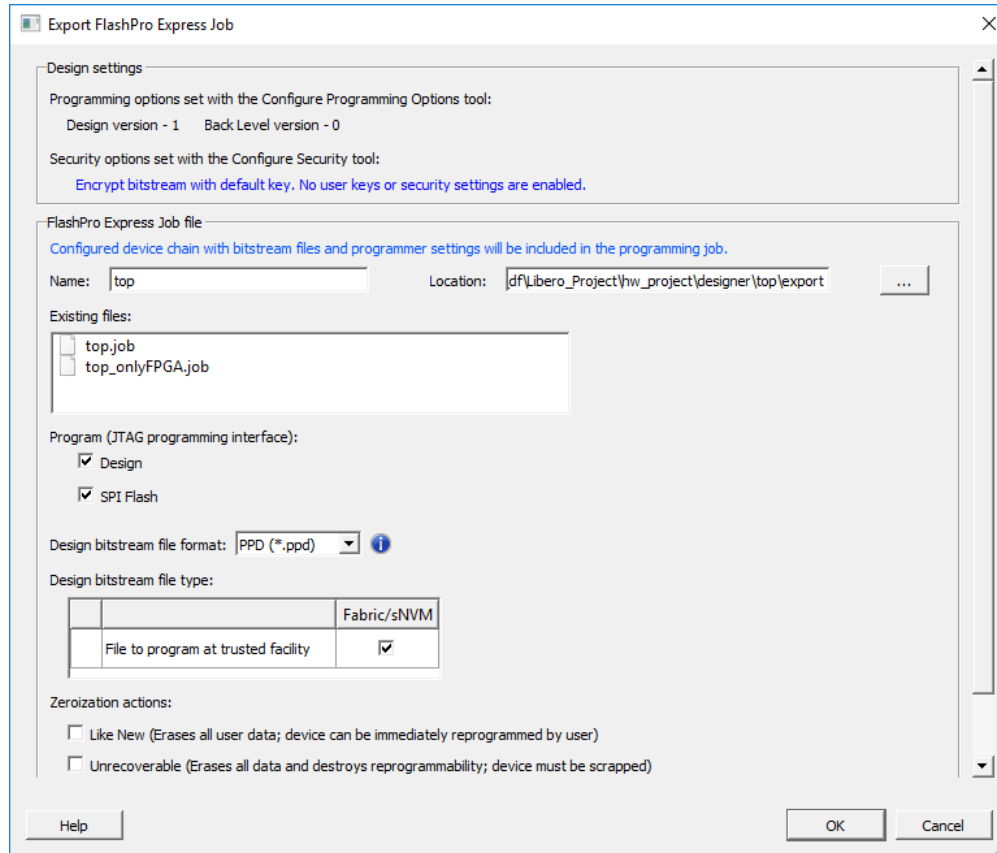 Export FlashPro Express Job
Design settings
Programming options set with the Configure Programming Options tool:
Design version - 1 Back Level version - 0
Security options set with the Configure Security tool:
Encrypt bitstream with default key. No user keys or security settings are enabled.
FlashPro Express Job file
Configured device chain with bitstream files and programmer settings will be included in the programming job.
Name: top Location: df\Libero_Project\hw_project\designer\top\export ...
Existing files:
top.job
top_onlyFPGA.job
Program (JTAG programming interface):
Design
SPI Flash
Design bitstream file format: PPD (*.ppd)
Design bitstream file type:
Fabric/sNVM
File to program at trusted facility
Zeroization actions:
Like New (Erases all user data; device can be immediately reprogrammed by user)
Unrecoverable (Erases all data and destroys reprogrammability; device must be scrapped)
Help OK Cancel